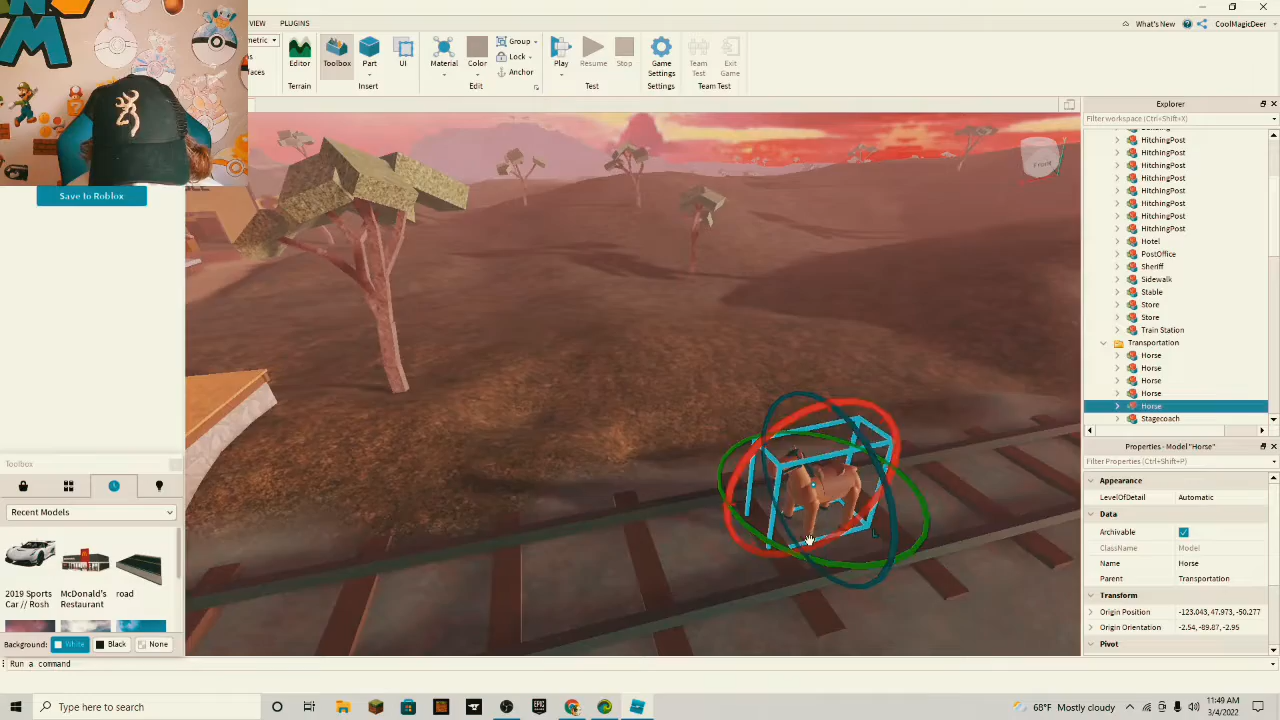 VIEW PLUGINS
What's New CoolMagicDeer
metric
Editor Toolbox Part UI Material Color Group Lock Anchor Play Resume Stop Game Settings Team Test Exit Game
Terrain Insert Edit Test Settings Team Test
Save to Roblox
Explorer
Filter workspace (Ctrl+Shift+X)
HitchingPost
HitchingPost
HitchingPost
HitchingPost
HitchingPost
HitchingPost
HitchingPost
HitchingPost
Hotel
PostOffice
Sheriff
Sidewalk
Stable
Store
Store
Train Station
Transportation
Horse
Horse
Horse
Horse
Horse
Stagecoach
Properties - Model "Horse"
Filter Properties (Ctrl+Shift+P)
Appearance
LevelOfDetail Automatic
Data
Archivable
ClassName Model
Name Horse
Parent Transportation
Transform
Origin Position -123.043, 47.973, -50.277
Origin Orientation -2.54, -89.87, -2.95
Pivot
Toolbox
Recent Models
2019 Sports Car // Rosh
McDonald's Restaurant
road
Background: White Black None
Run a command
Type here to search
68°F Mostly cloudy
11:49 AM
3/4/2022